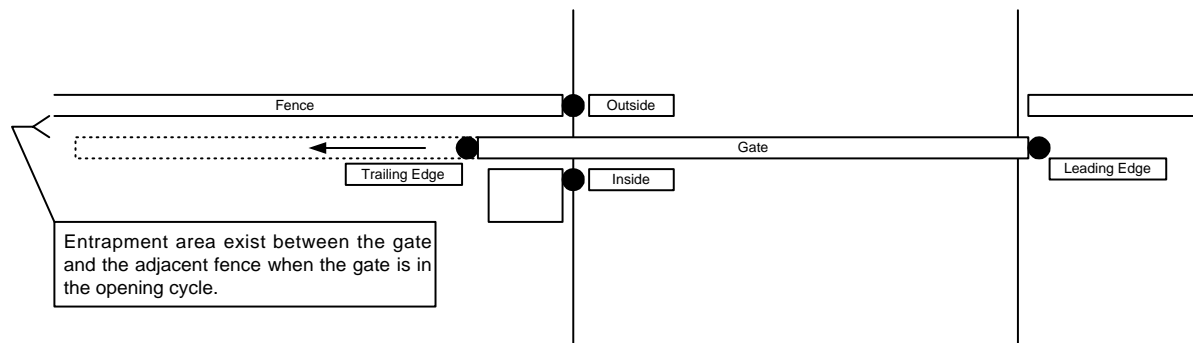 Fence
Outside
Gate
Trailing Edge
Inside
Leading Edge
Entrapment area exist between the gate
and the adjacent fence when the gate is in
the opening cycle.